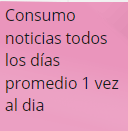 Consumo
noticias todos
los días
promedio 1 vez
al dia